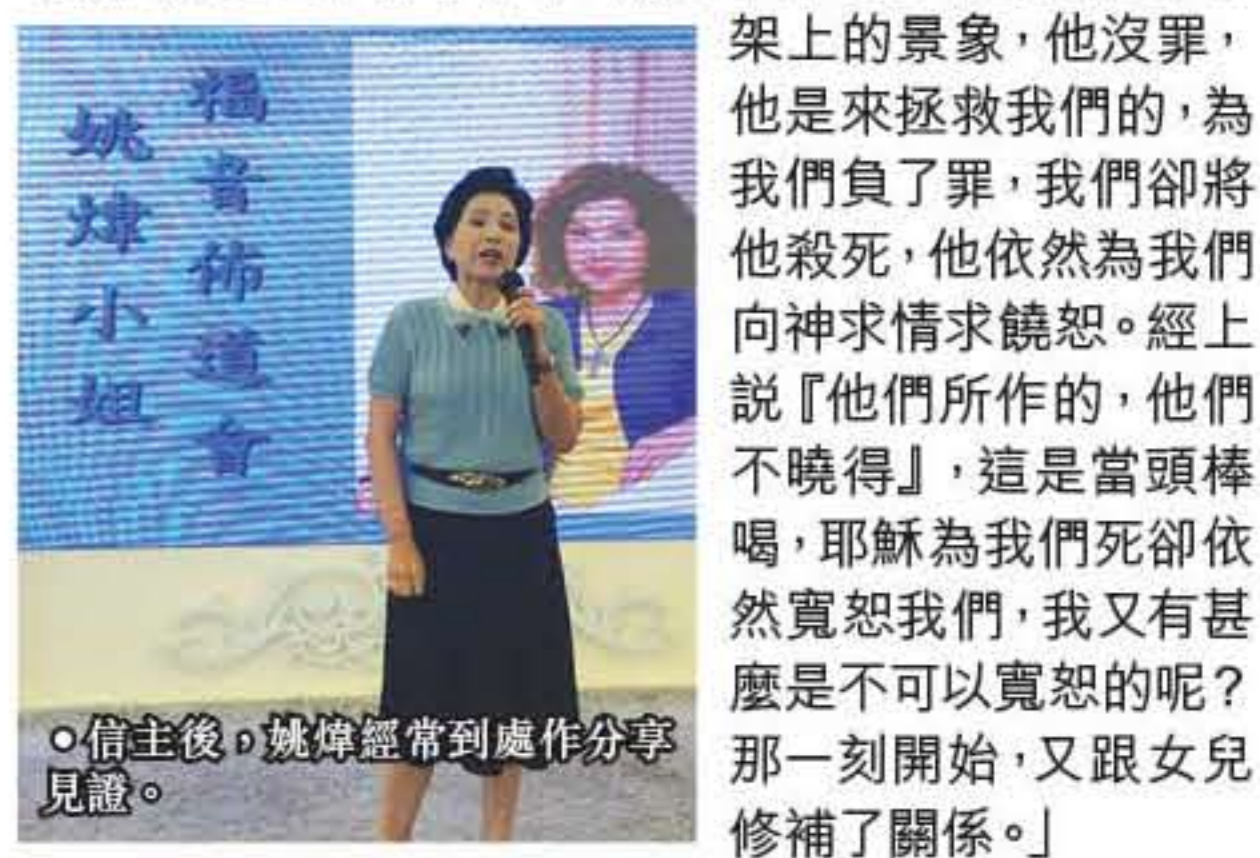 福音佈道會
姚煒小姐
•信主後，姚煒經常到處作分享
見證。
架上的景象，他沒罪，
他是來拯救我們的，為
我們負了罪，我們卻將
他殺死，他依然為我們
向神求情求饒恕。經上
説『他們所作的，他們
不曉得』，這是當頭棒
喝，耶穌為我們死卻依
然寬恕我們，我又有甚
麼是不可以寬恕的呢？
那一刻開始，又跟女兒
修補了關係。」